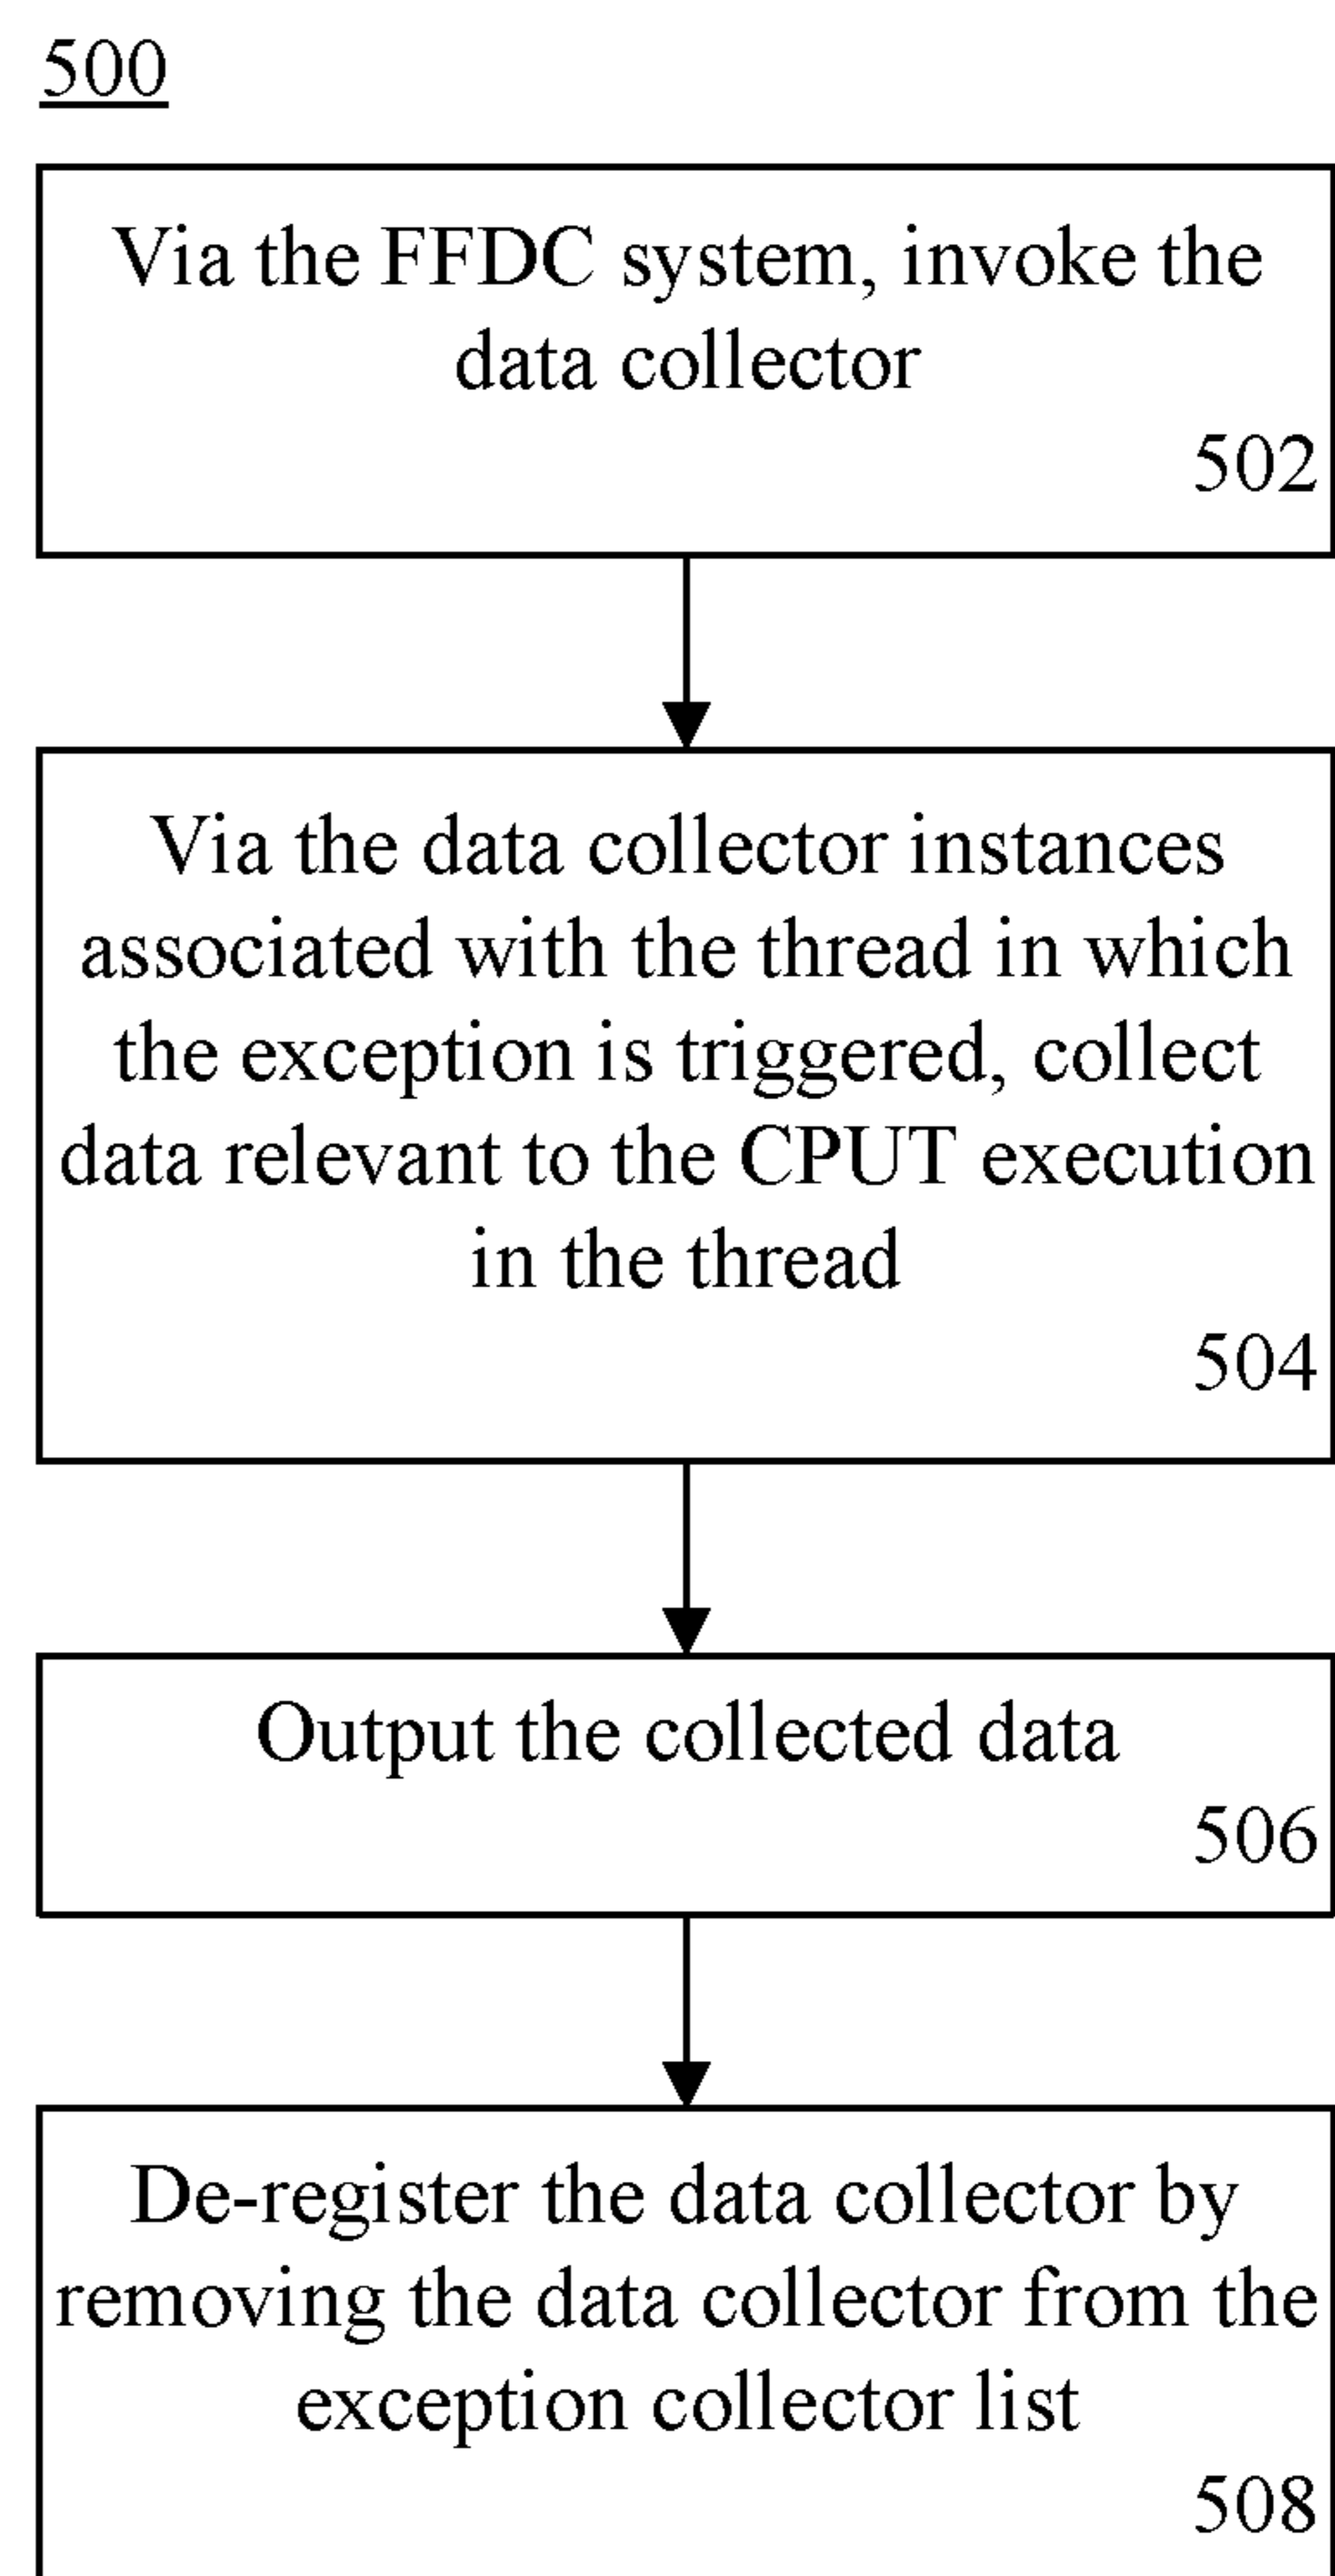 500
Via the FFDC system, invoke the
data collector
502
Via the data collector instances
associated with the thread in which
the exception is triggered, collect
data relevant to the CPUT execution
in the thread
504
Output the collected data
506
De-register the data collector by
removing the data collector from the
exception collector list
508